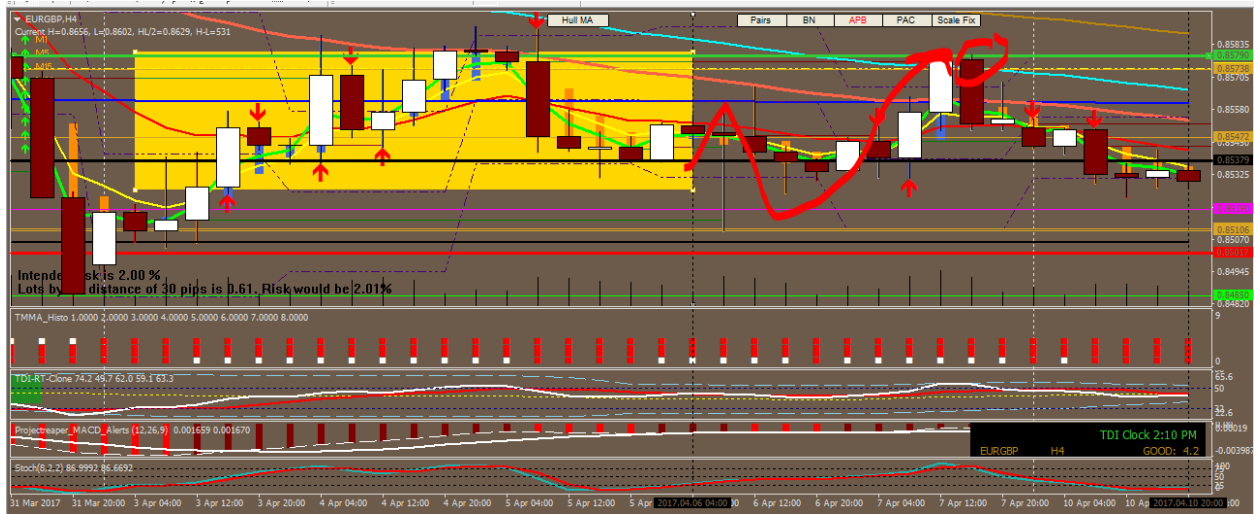 EURGBP,H4
Hull MA
Pairs BN APB PAC Scale Fix
Current H=0.8656, L=0.8602, HL/2=0.8629, H-L=531
M1
M5
M15
0.85835
0.85738
0.85705
0.85580
0.85472
0.85450
0.85379
0.85325
0.85106
0.85070
0.84945
0.84850
0.84820
is 2.00 %
Lots by distance of 30 pips is 0.61. Risk would be 2.01%
TMMA_Histo 1.0000 2.0000 3.0000 4.0000 5.0000 6.0000 7.0000 8.0000
9
0
TDI-RT-Clone 74.2 49.7 62.0 59.1 63.3
50
Projectreaper_MACD_Alerts (12,26,9) 0.001659 0.001670
0.00019
-0.003987
TDI Clock 2:10 PM
EURGBP H4 GOOD: 4.2
Stoch(8,2,2) 86.9992 86.6692
100
50
31 Mar 2017 31 Mar 20:00 3 Apr 04:00 3 Apr 12:00 3 Apr 20:00 4 Apr 04:00 4 Apr 12:00 4 Apr 20:00 5 Apr 04:00 5 Apr 12:00 5 Apr 2017.04.06 04:00 6 Apr 12:00 6 Apr 20:00 7 Apr 04:00 7 Apr 12:00 7 Apr 20:00 10 Apr 04:00 10 Ap 2017.04.10 20:00 :00